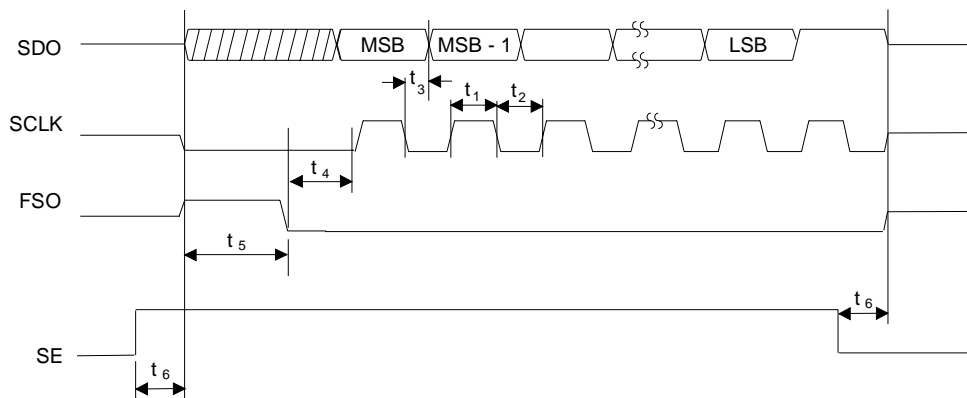 SDO MSB MSB - 1 LSB
t 3 t 1 t 2
SCLK
t 4
FSO
t 5
t 6
SE
t 6